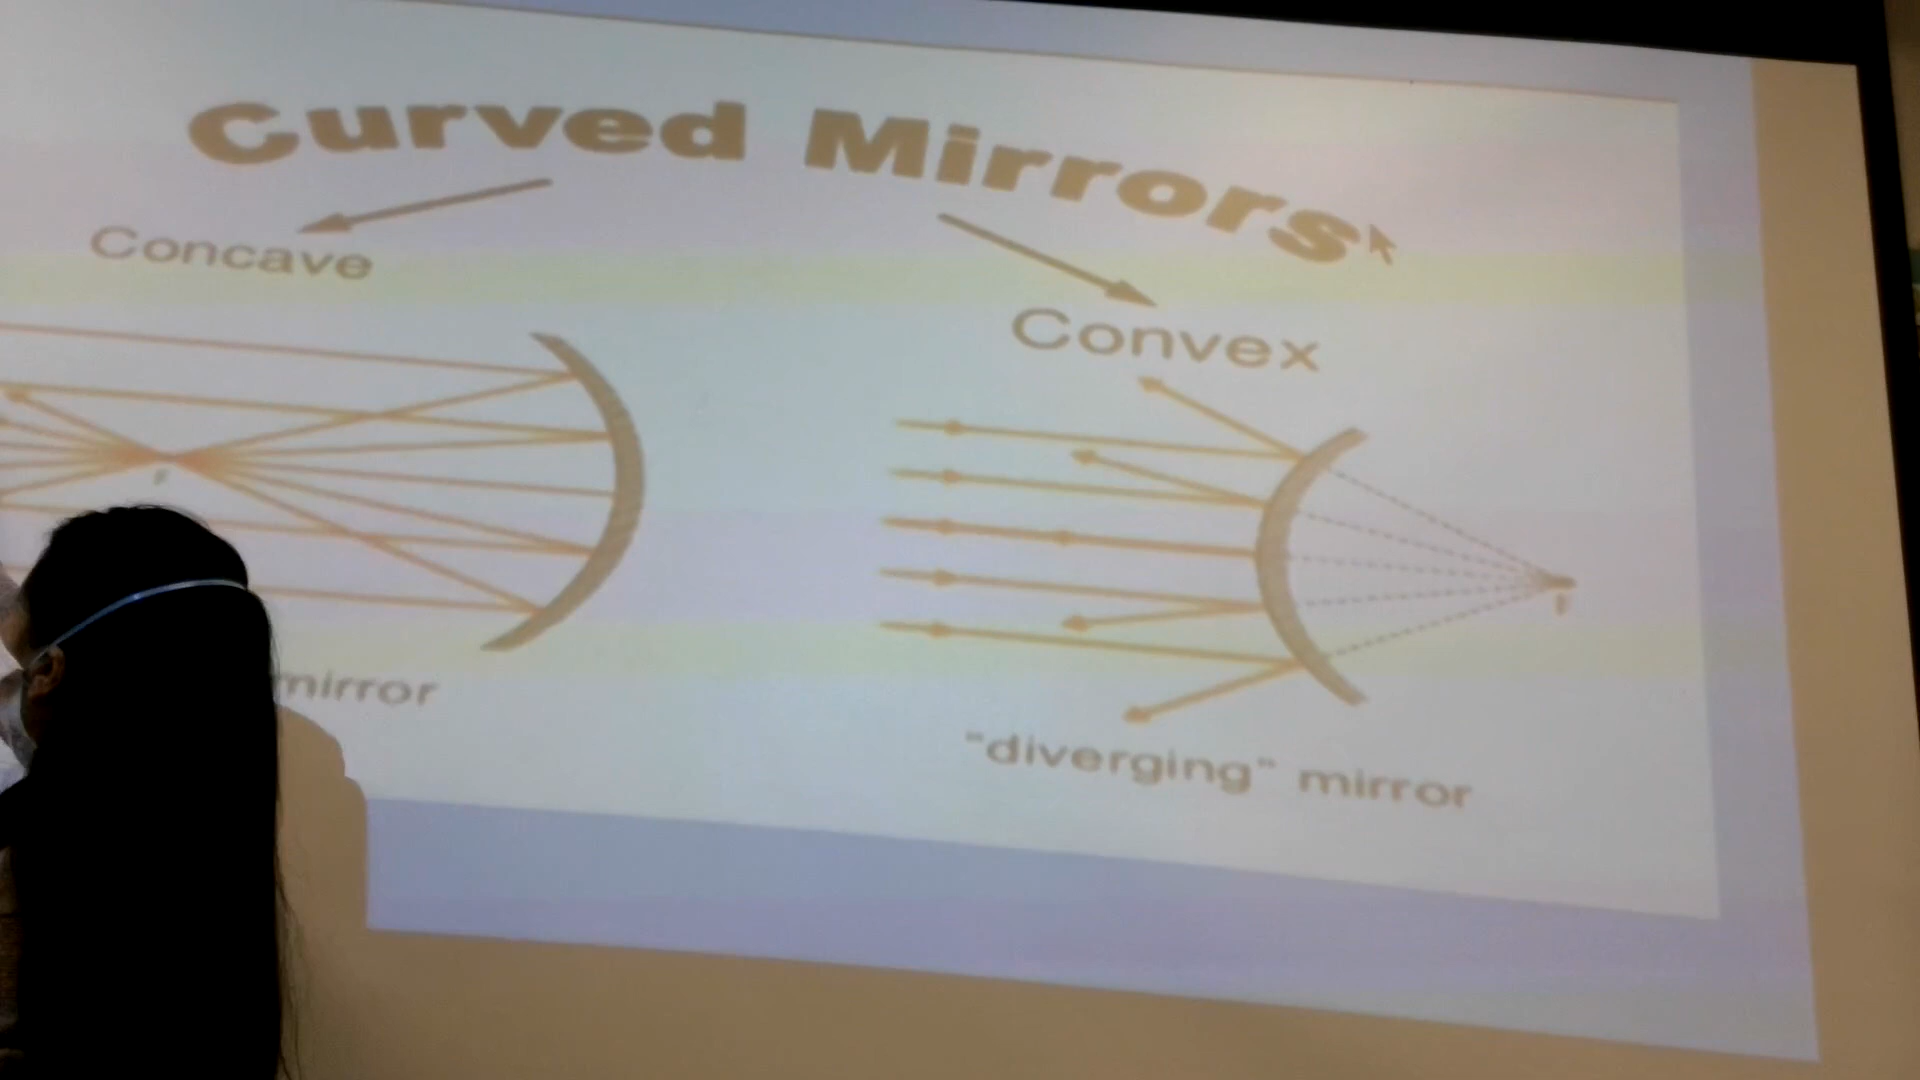 Curved Mirrors
Concave
Convex
F
F
mirror
"diverging" mirror